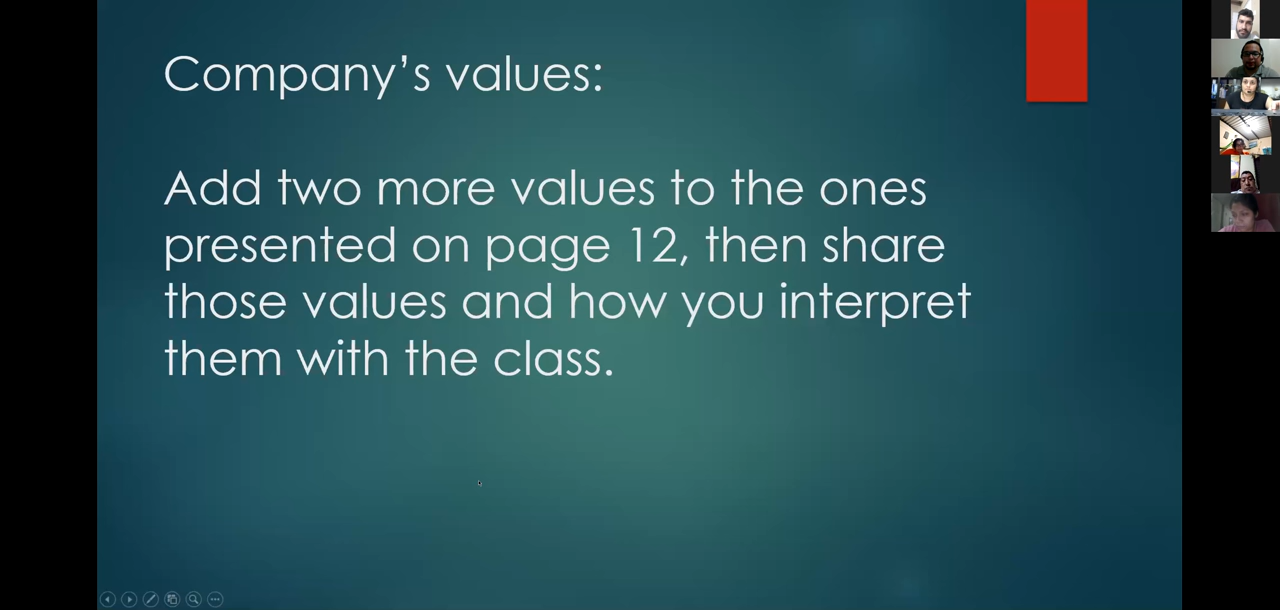 Company’s values:
Add two more values to the ones
presented on page 12, then share
those values and how you interpret
them with the class.